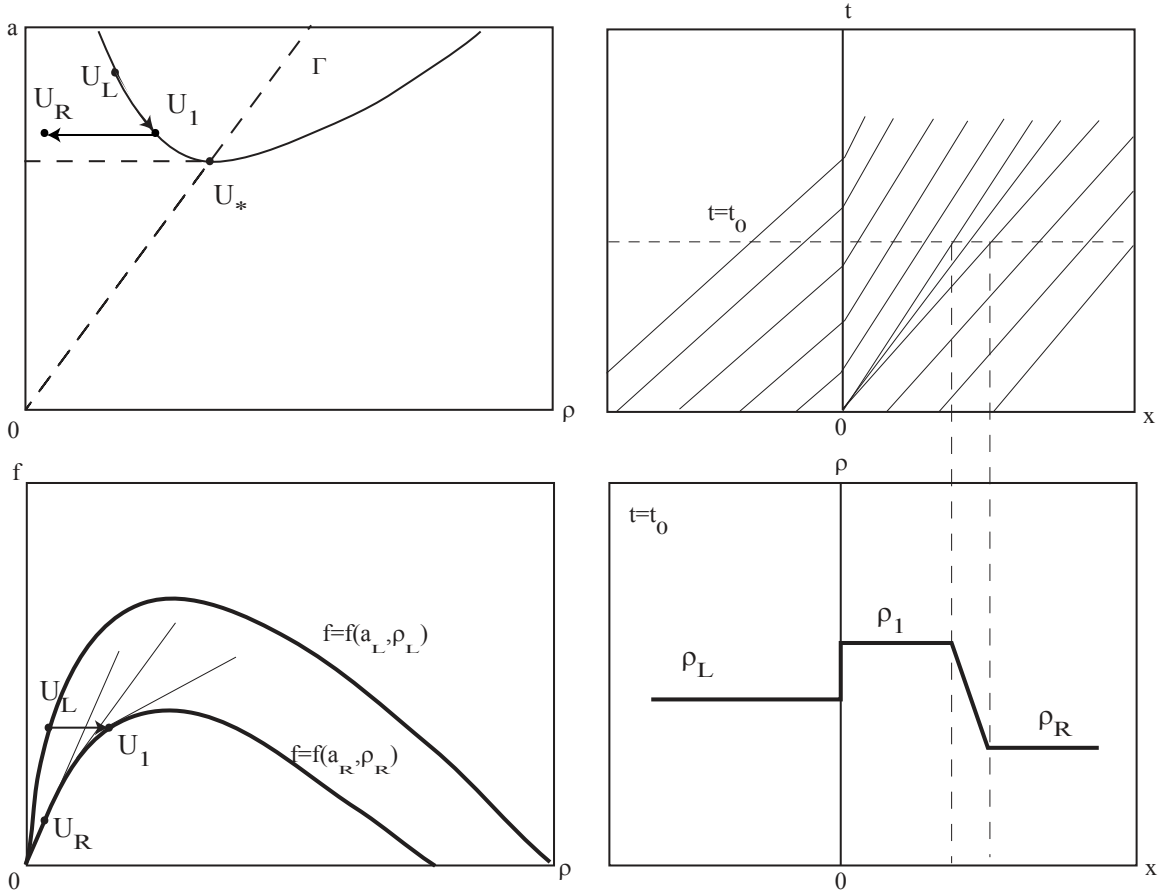 a
U_L
Γ
U_R
U_1
U_*
0
ρ
t
t=t_0
0
x
f
f=f(a_L,ρ_L)
U_L
U_1
f=f(a_R,ρ_R)
U_R
0
ρ
ρ
t=t_0
ρ_1
ρ_L
ρ_R
0
x